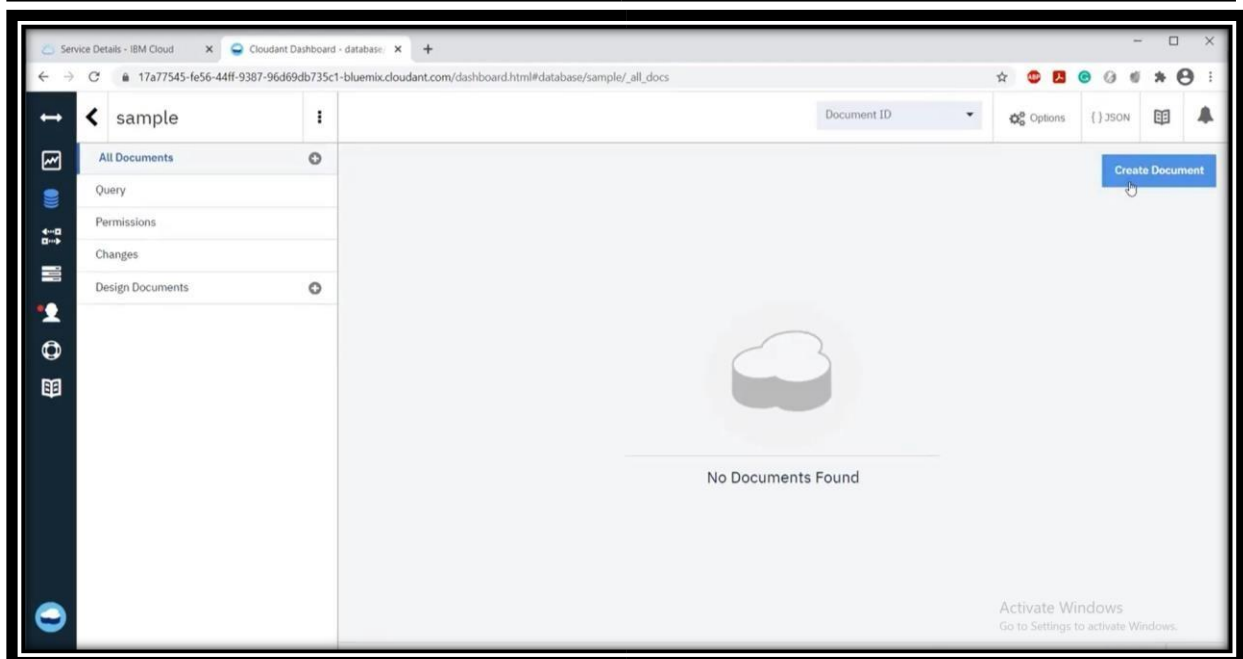 Service Details - IBM Cloud
Cloudant Dashboard - database
17a77545-fe56-44ff-9387-96d69db735c1-bluemix.cloudant.com/dashboard.html#database/sample/_all_docs
ABP
sample
Document ID
Options
{ } JSON
All Documents
Create Document
Query
Permissions
Changes
Design Documents
No Documents Found
Activate Windows
Go to Settings to activate Windows.